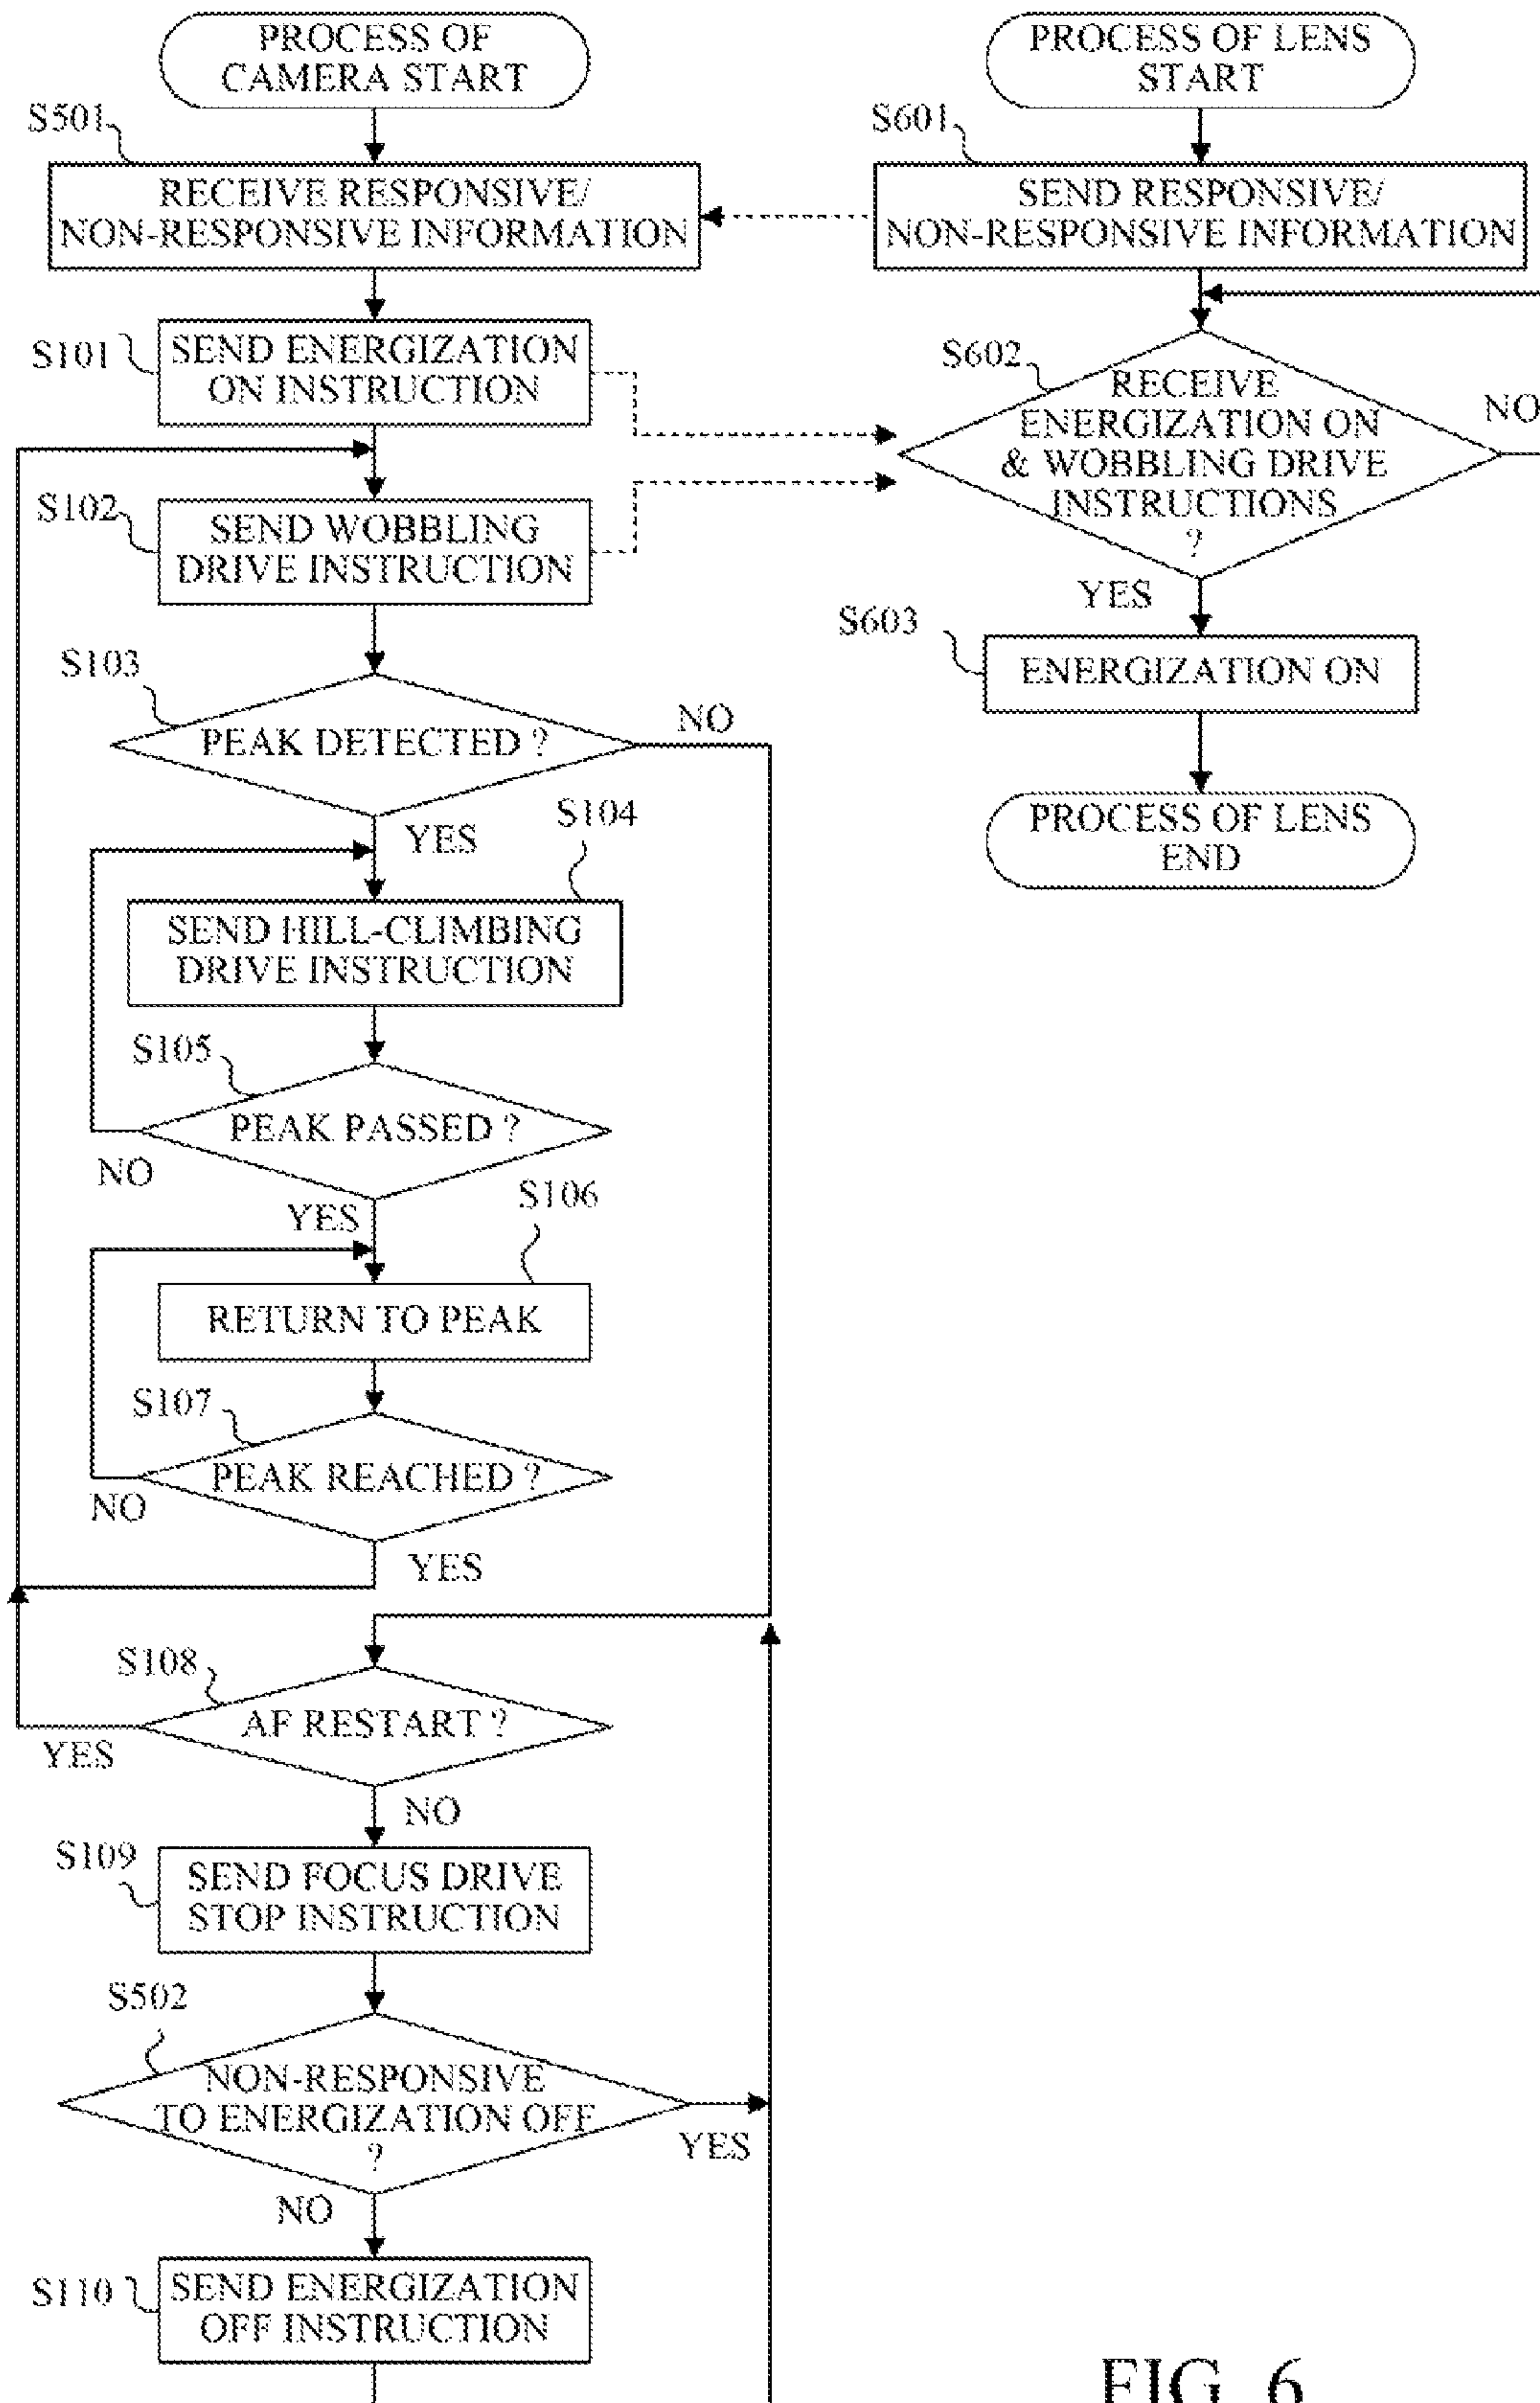 PROCESS OF
CAMERA START
S501
RECEIVE RESPONSIVE/
NON-RESPONSIVE INFORMATION
S101
SEND ENERGIZATION
ON INSTRUCTION
S102
SEND WOBBLING
DRIVE INSTRUCTION
S103
PEAK DETECTED ?
NO
YES
S104
SEND HILL-CLIMBING
DRIVE INSTRUCTION
S105
PEAK PASSED ?
NO
YES
S106
RETURN TO PEAK
S107
PEAK REACHED ?
NO
YES
S108
AF RESTART ?
YES
NO
S109
SEND FOCUS DRIVE
STOP INSTRUCTION
S502
NON-RESPONSIVE
TO ENERGIZATION OFF
?
YES
NO
S110
SEND ENERGIZATION
OFF INSTRUCTION
PROCESS OF LENS
START
S601
SEND RESPONSIVE/
NON-RESPONSIVE INFORMATION
S602
RECEIVE
ENERGIZATION ON
& WOBBLING DRIVE
INSTRUCTIONS
?
NO
YES
S603
ENERGIZATION ON
PROCESS OF LENS
END
FIG. 6